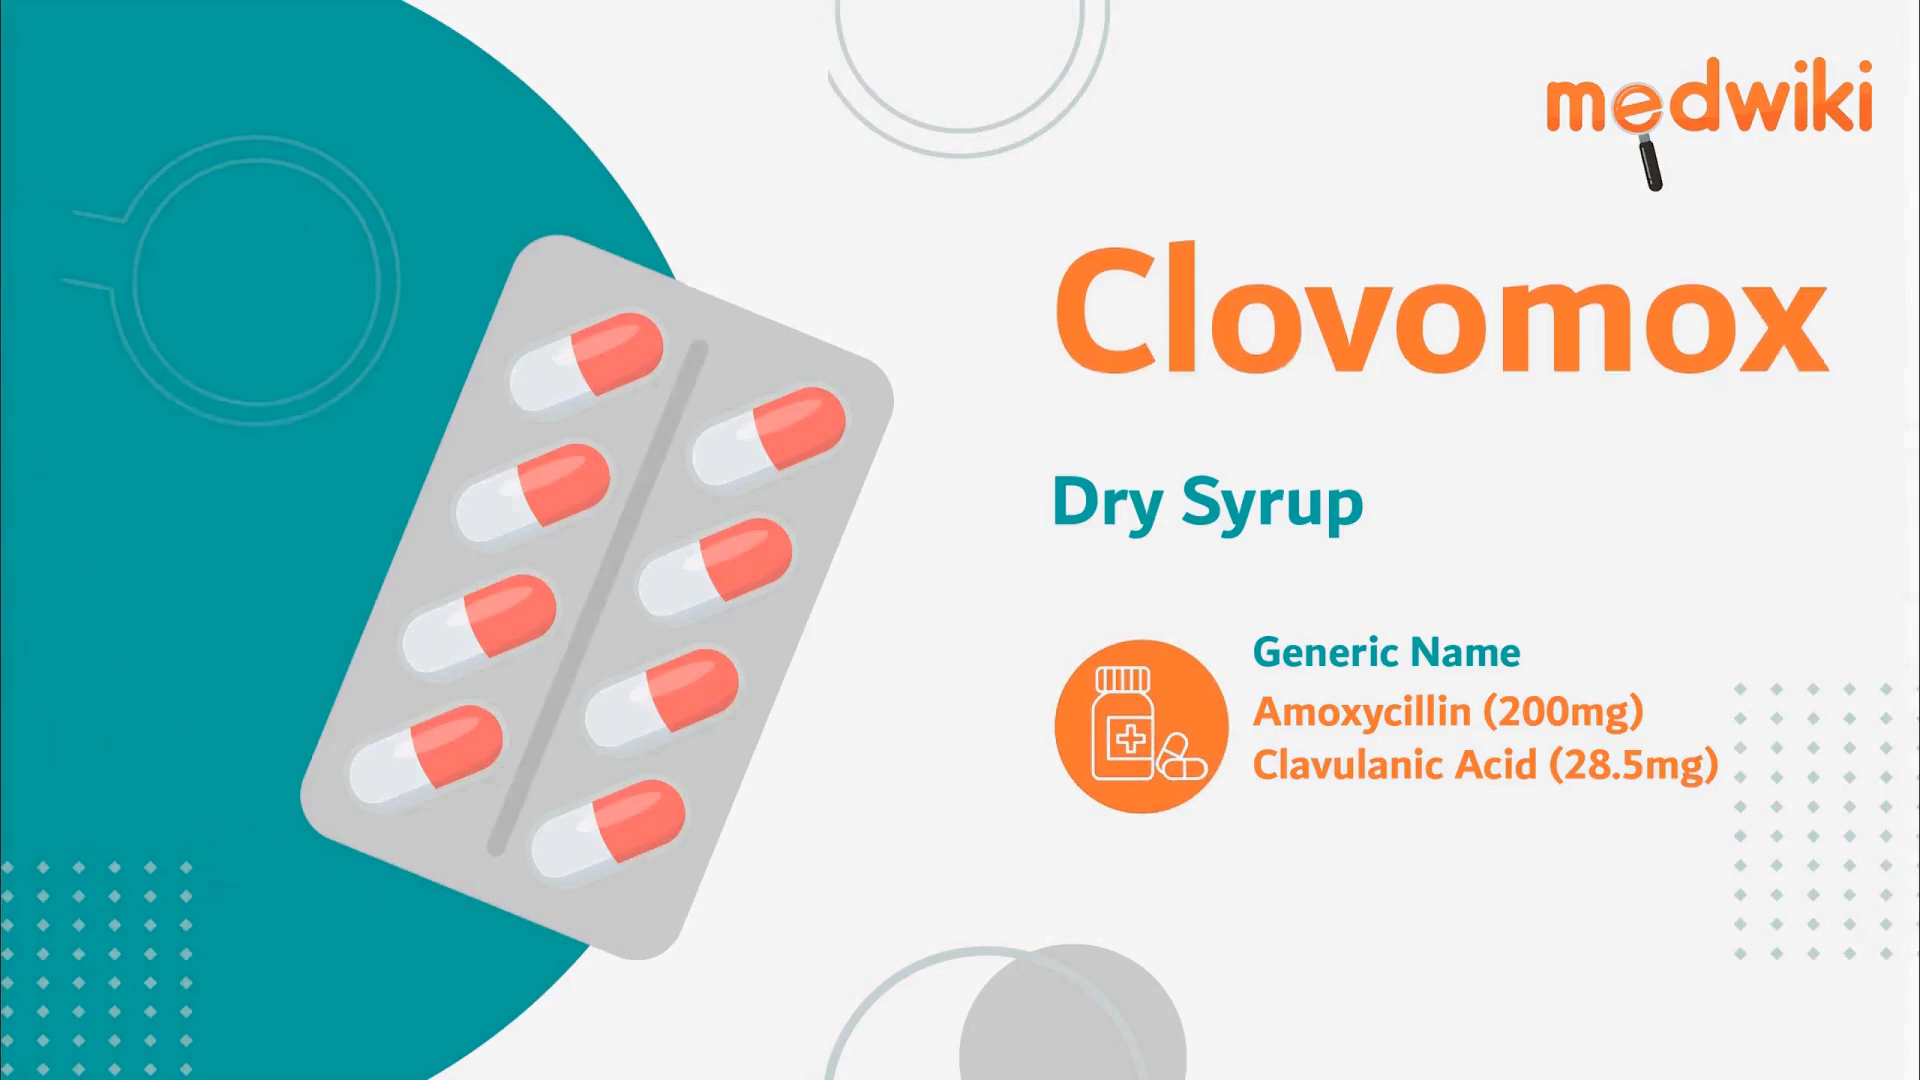 medwiki
Clovomox
Dry Syrup
Generic Name
Amoxycillin (200mg)
Clavulanic Acid (28.5mg)